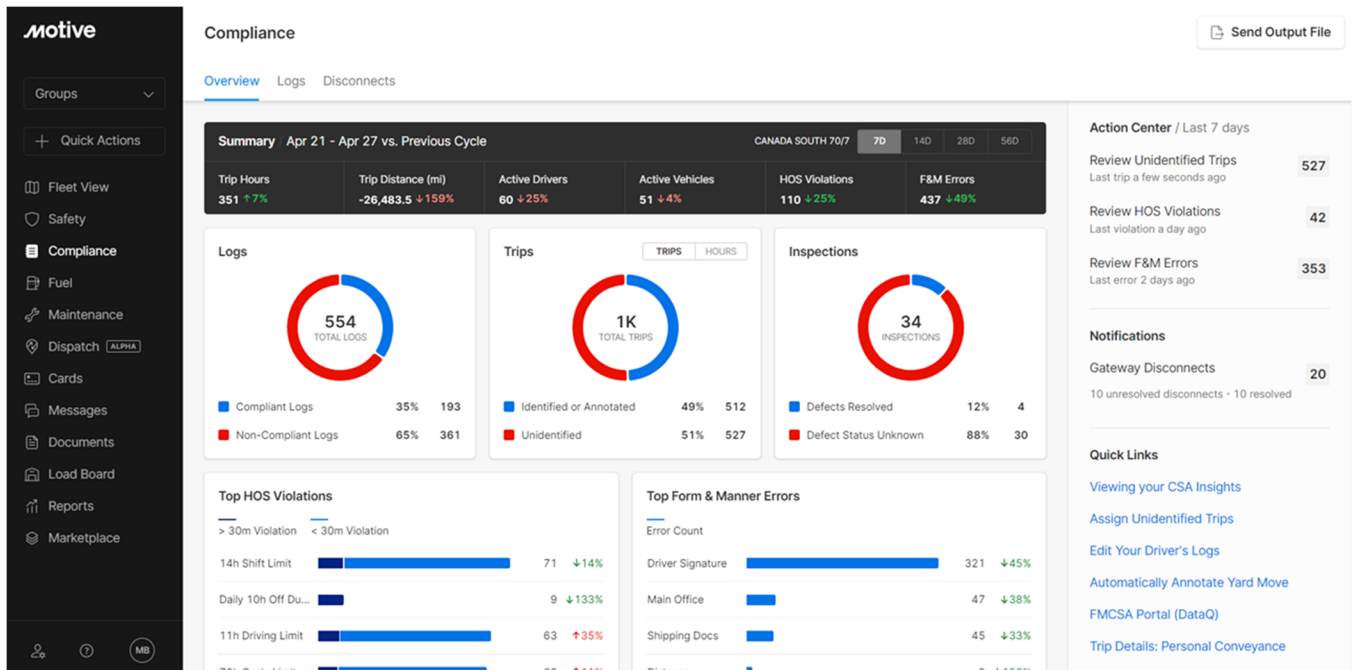 motive
Groups
Quick Actions
Fleet View
Safety
Compliance
Fuel
Maintenance
Dispatch ALPHA
Cards
Messages
Documents
Load Board
Reports
Marketplace
MB
Compliance
Send Output File
Overview Logs Disconnects
Summary / Apr 21 - Apr 27 vs. Previous Cycle
CANADA SOUTH 70/7 7D 14D 28D 56D
Trip Hours Trip Distance (mi) Active Drivers Active Vehicles HOS Violations F&M Errors
351 ↑7% -26,483.5 ↓159% 60 ↓25% 51 ↓4% 110 ↓25% 437 ↓49%
Logs
554
TOTAL LOGS
Compliant Logs 35% 193
Non-Compliant Logs 65% 361
Trips TRIPS HOURS
1K
TOTAL TRIPS
Identified or Annotated 49% 512
Unidentified 51% 527
Inspections
34
INSPECTIONS
Defects Resolved 12% 4
Defect Status Unknown 88% 30
Top HOS Violations
> 30m Violation < 30m Violation
14h Shift Limit 71 ↓14%
Daily 10h Off Du... 9 ↓133%
11h Driving Limit 63 ↑35%
Top Form & Manner Errors
Error Count
Driver Signature 321 ↓45%
Main Office 47 ↓38%
Shipping Docs 45 ↓33%
Action Center / Last 7 days
Review Unidentified Trips 527
Last trip a few seconds ago
Review HOS Violations 42
Last violation a day ago
Review F&M Errors 353
Last error 2 days ago
Notifications
Gateway Disconnects 20
10 unresolved disconnects · 10 resolved
Quick Links
Viewing your CSA Insights
Assign Unidentified Trips
Edit Your Driver's Logs
Automatically Annotate Yard Move
FMCSA Portal (DataQ)
Trip Details: Personal Conveyance